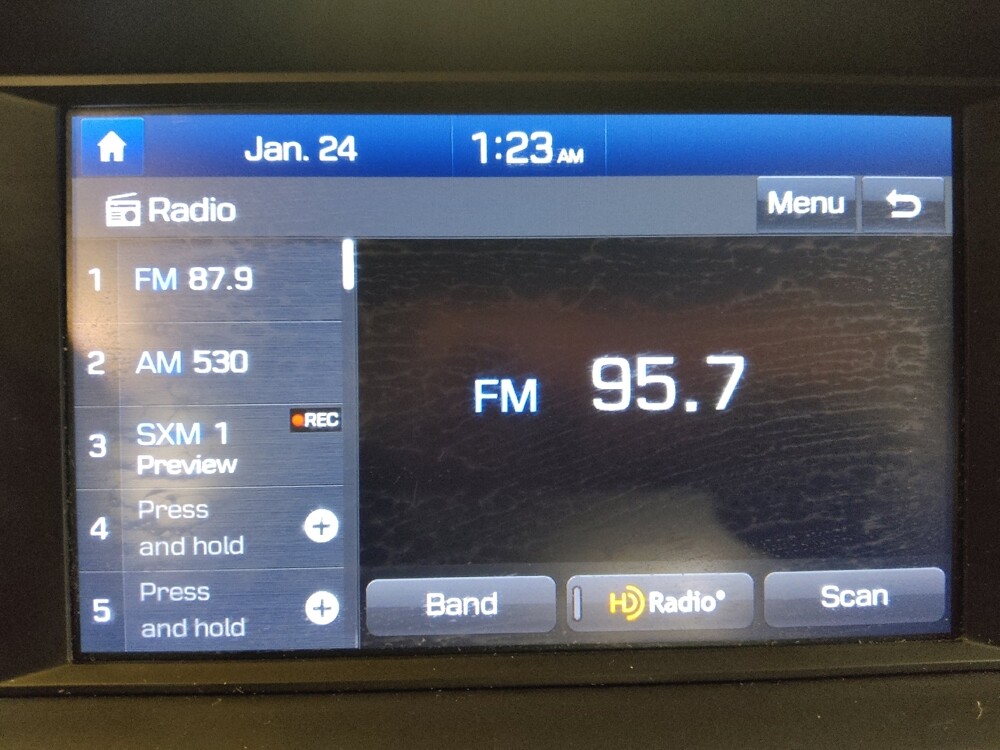 Jan. 24 1:23 AM
Radio Menu
1 FM 87.9
2 AM 530
3 SXM 1 REC
Preview
4 Press
and hold
5 Press
and hold
FM 95.7
Band HD Radio Scan